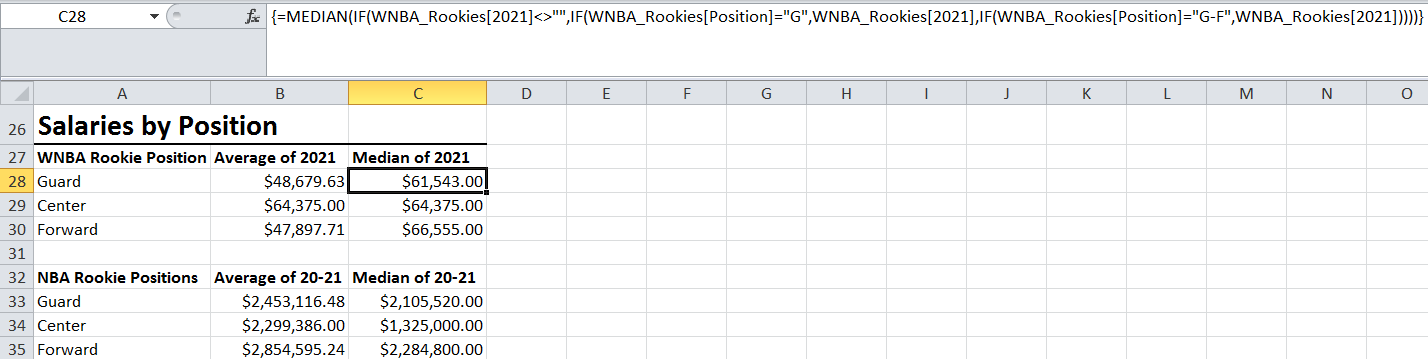 C28 fx {=MEDIAN(IF(WNBA_Rookies[2021]<>"",IF(WNBA_Rookies[Position]="G",WNBA_Rookies[2021],IF(WNBA_Rookies[Position]="G-F",WNBA_Rookies[2021]))))}
A B C D E F G H I J K L M N O
26 Salaries by Position
27 WNBA Rookie Position Average of 2021 Median of 2021
28 Guard $48,679.63 $61,543.00
29 Center $64,375.00 $64,375.00
30 Forward $47,897.71 $66,555.00
31
32 NBA Rookie Positions Average of 20-21 Median of 20-21
33 Guard $2,453,116.48 $2,105,520.00
34 Center $2,299,386.00 $1,325,000.00
35 Forward $2,854,595.24 $2,284,800.00